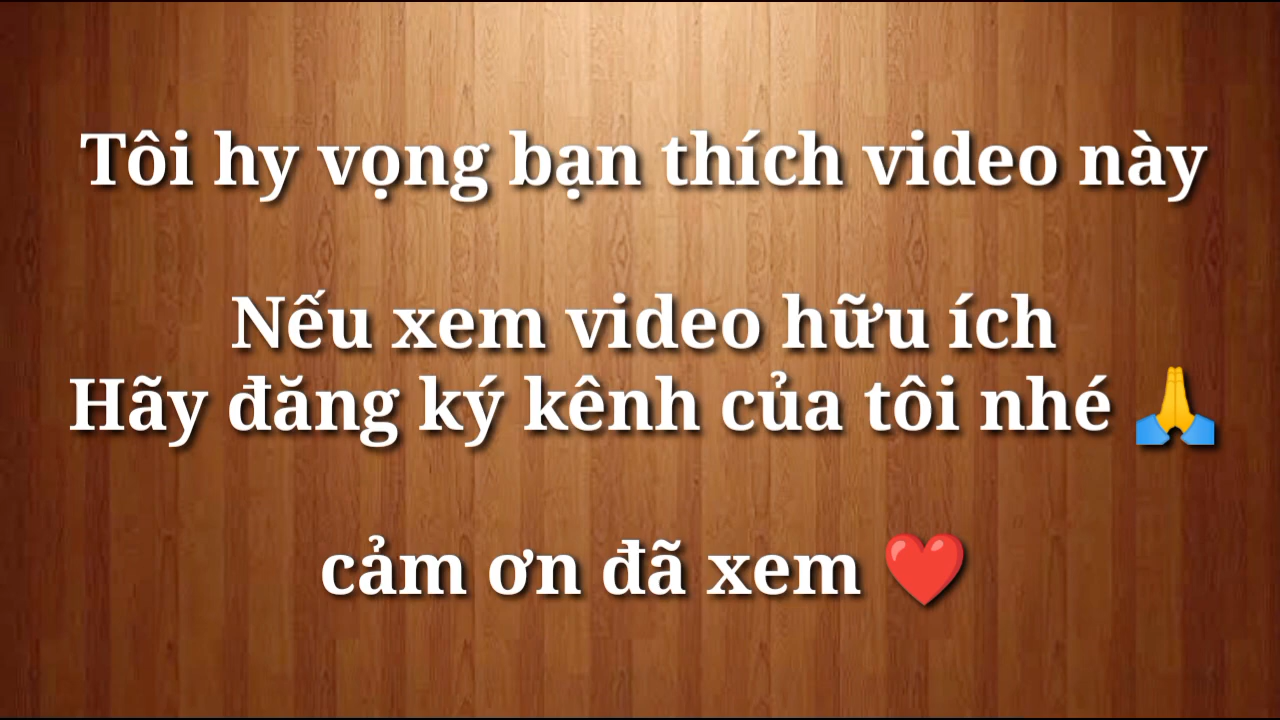 Tôi hy vọng bạn thích video này
Nếu xem video hữu ích
Hãy đăng ký kênh của tôi nhé 🙏
cảm ơn đã xem ❤️